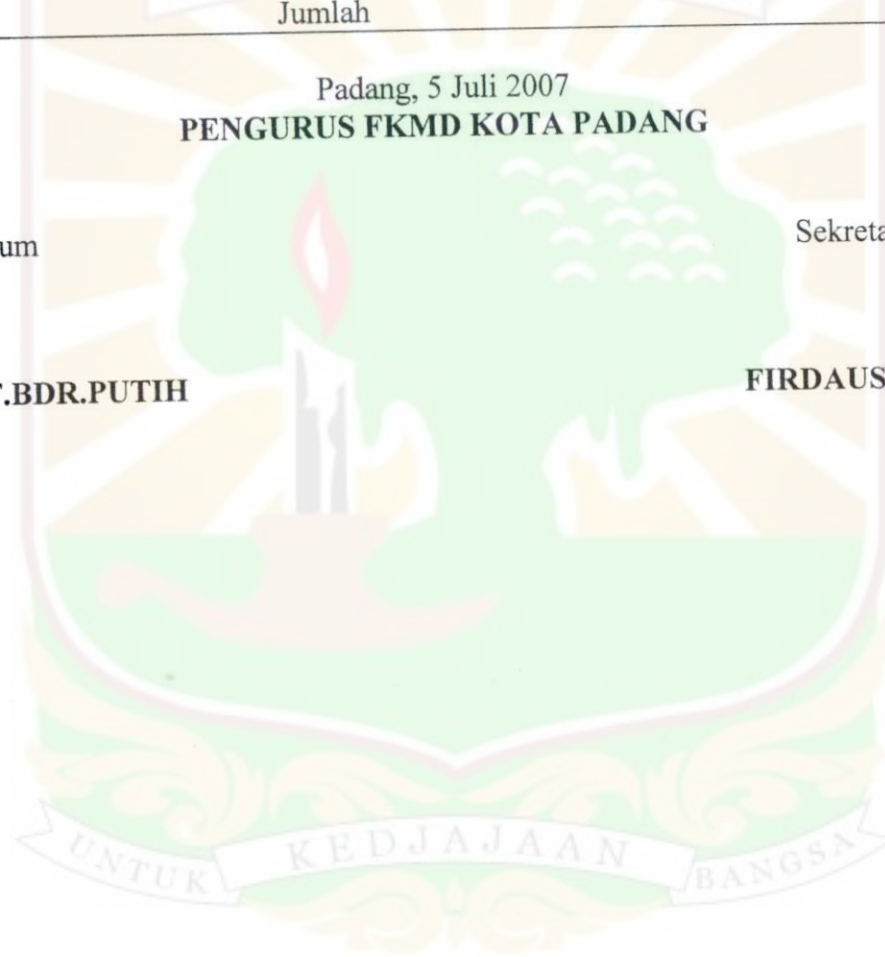 Jumlah
Padang, 5 Juli 2007
PENGURUS FKMD KOTA PADANG
um
Sekreta
.BDR.PUTIH
FIRDAUS
UNTUK KEDJAJAAN BANGSA